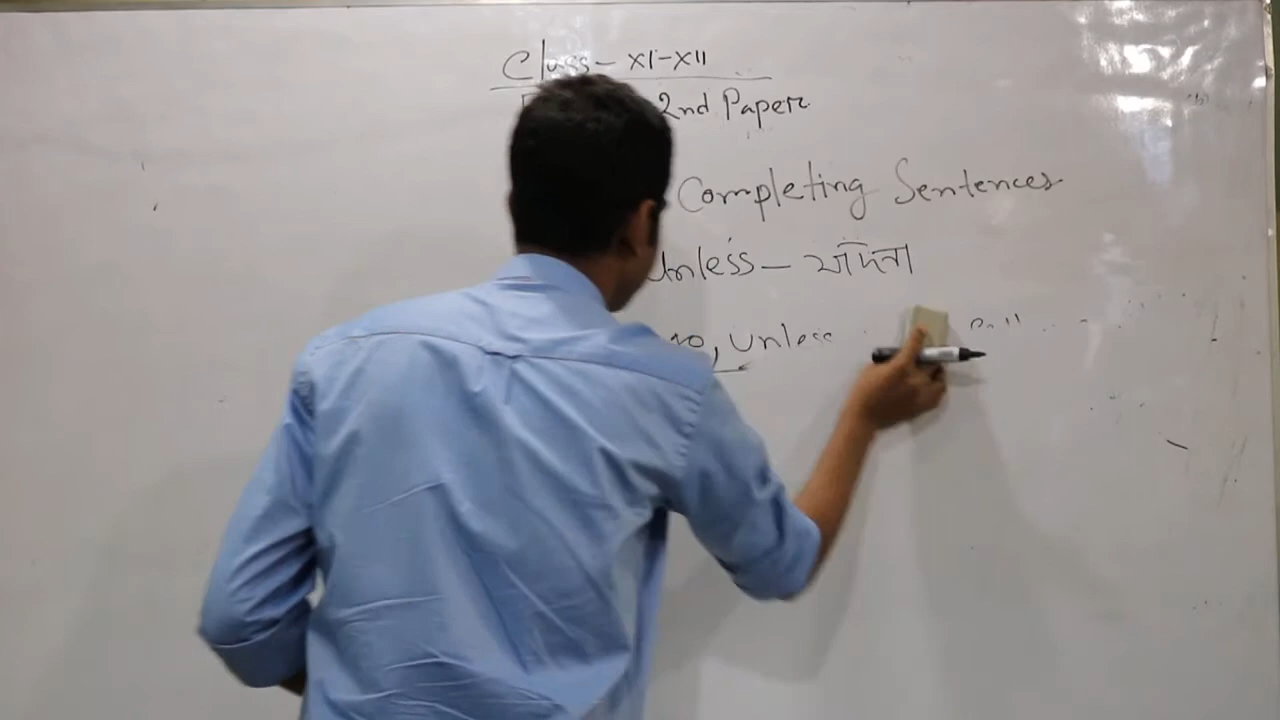 Class - XI-XII
2nd Paper
Completing Sentences
Unless - যদিনা
, unless